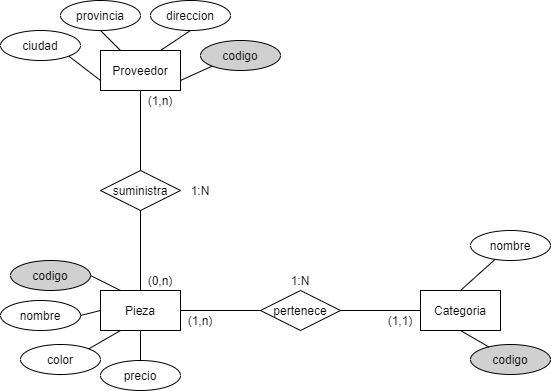 provincia
direccion
ciudad
codigo
Proveedor
(1,n)
suministra
1:N
codigo
(0,n)
nombre
Pieza
(1,n)
color
precio
1:N
pertenece
(1,1)
Categoria
nombre
codigo